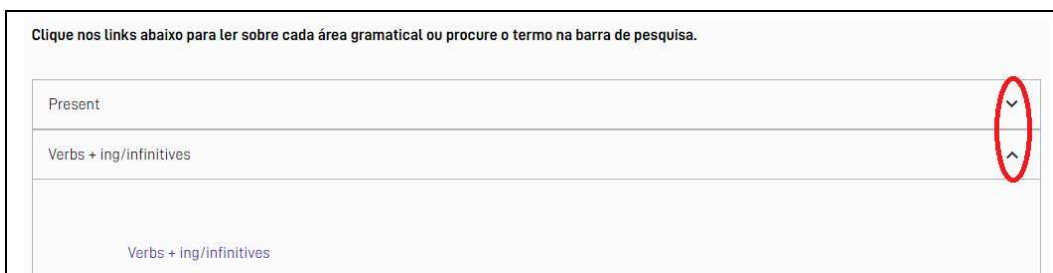 Clique nos links abaixo para ler sobre cada área gramatical ou procure o termo na barra de pesquisa.
Present
Verbs + ing/infinitives
Verbs + ing/infinitives